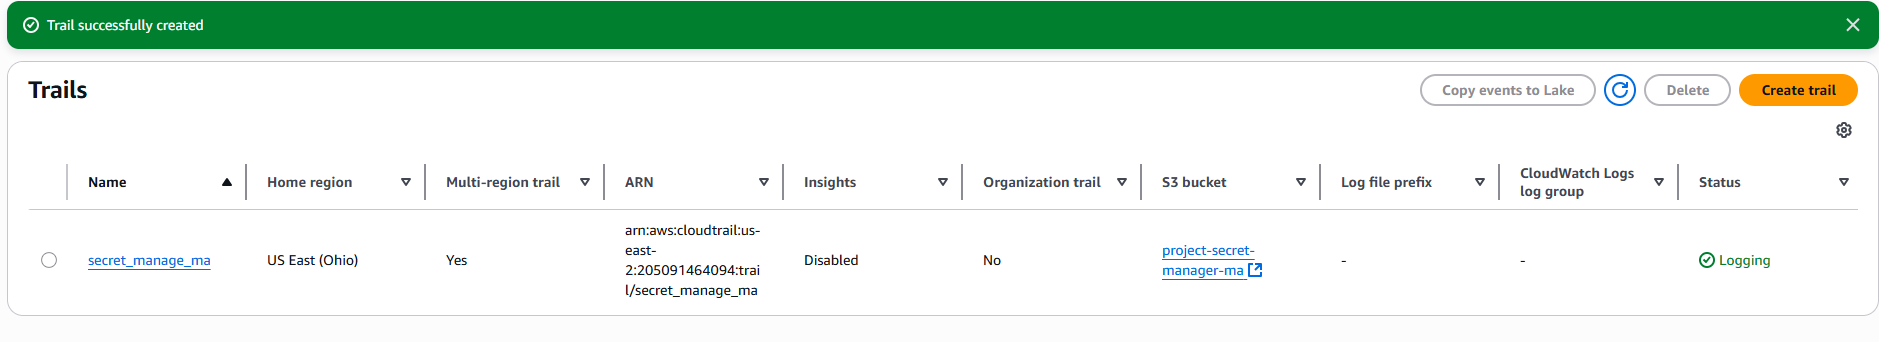 Trail successfully created
Trails
Copy events to Lake
Delete
Create trail
Name
Home region
Multi-region trail
ARN
Insights
Organization trail
S3 bucket
Log file prefix
CloudWatch Logs
log group
Status
secret_manage_ma
US East (Ohio)
Yes
arn:aws:cloudtrail:us-
east-
2:205091464094:trai
l/secret_manage_ma
Disabled
No
project-secret-
manager-ma
-
-
Logging